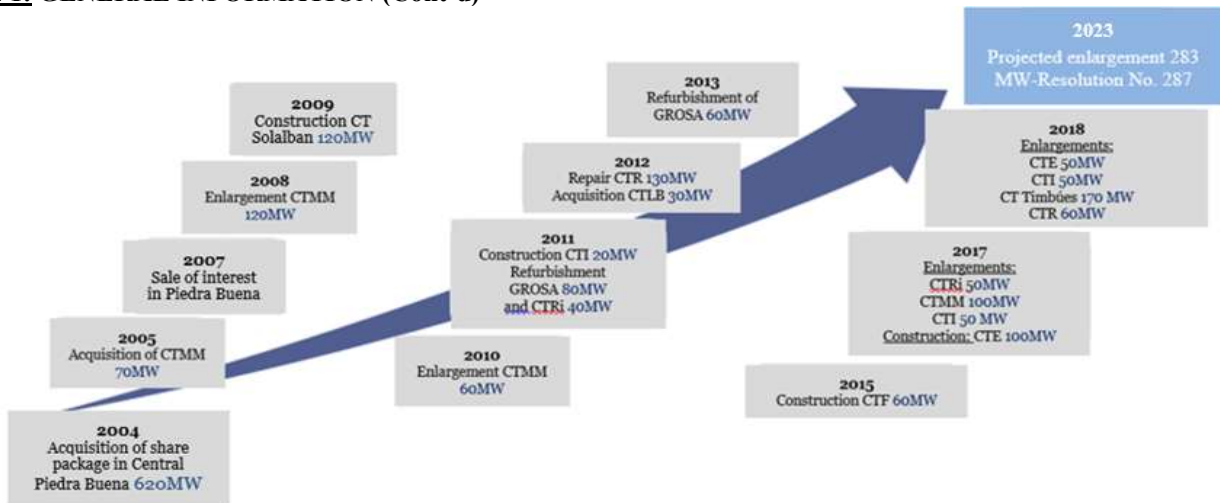 GENERAL INFORMATION (Cont'd)
2023
Projected enlargement 283
MW-Resolution No. 287
2013
Refurbishment of
GROSA 60MW
2009
Construction CT
Solalban 120MW
2018
Enlargements:
CTE 50MW
CTI 50MW
CT Timbúes 170 MW
CTR 60MW
2012
Repair CTR 130MW
Acquisition CTLB 30MW
2008
Enlargement CTMM
120MW
2011
Construction CTI 20MW
Refurbishment
GROSA 80MW
and CTRi 40MW
2017
Enlargements:
CTRi 50MW
CTMM 100MW
CTI 50 MW
Construction: CTE 100MW
2007
Sale of interest
in Piedra Buena
2005
Acquisition of CTMM
70MW
2010
Enlargement CTMM
60MW
2015
Construction CTF 60MW
2004
Acquisition of share
package in Central
Piedra Buena 620MW